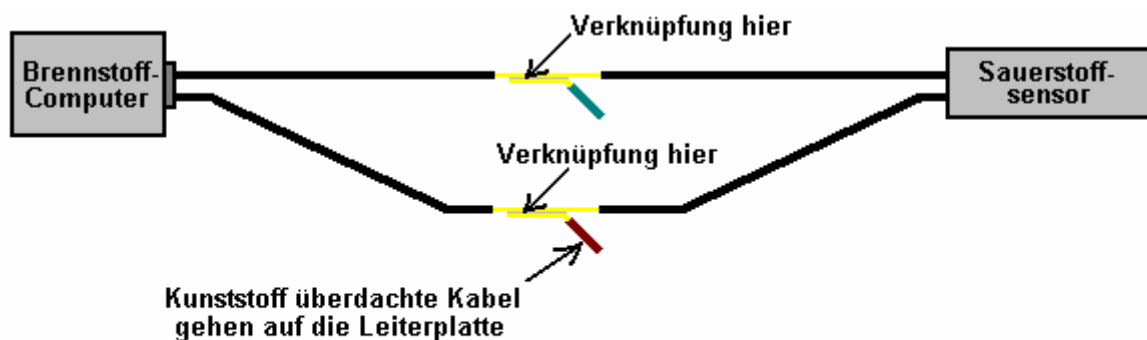 Verknüpfung hier
Brennstoff-
Computer
Sauerstoff-
sensor
Verknüpfung hier
Kunststoff überdachte Kabel
gehen auf die Leiterplatte